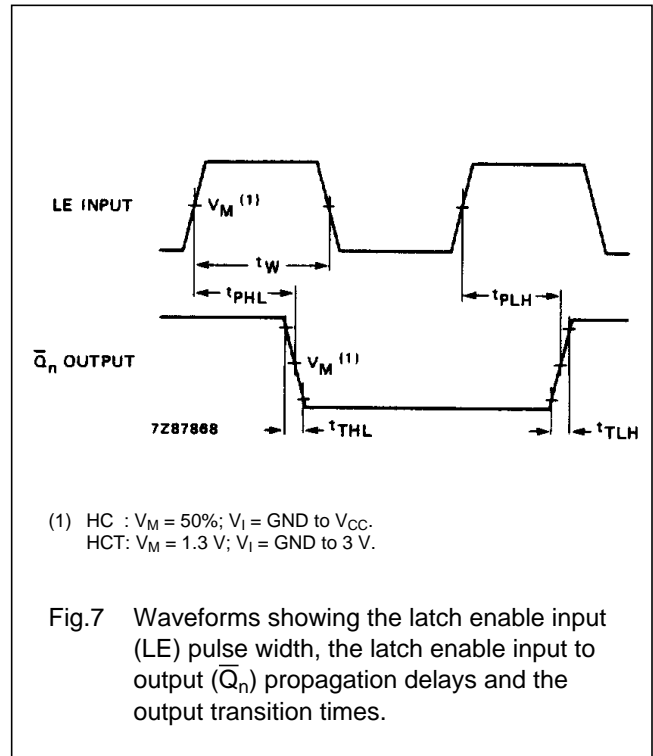 LE INPUT
V_M (1)
t_W
t_PHL
t_PLH
Q̅_n OUTPUT
V_M (1)
7Z87868
t_THL
t_TLH
(1) HC : V_M = 50%; V_I = GND to V_CC.
HCT: V_M = 1.3 V; V_I = GND to 3 V.
Fig.7 Waveforms showing the latch enable input
(LE) pulse width, the latch enable input to
output (Q̅_n) propagation delays and the
output transition times.